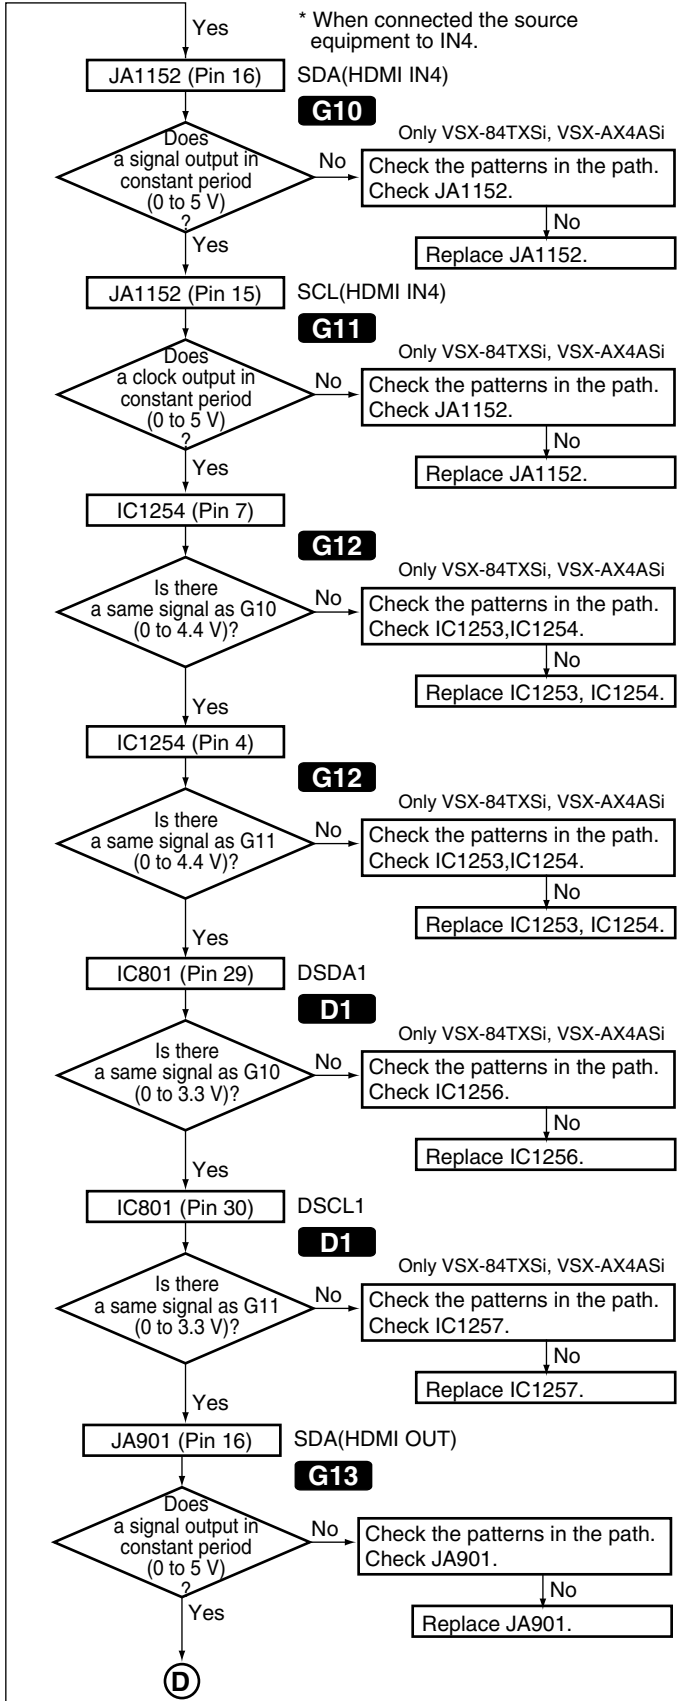 Yes
* When connected the source
equipment to IN4.
JA1152 (Pin 16)
SDA(HDMI IN4)
G10
Only VSX-84TXSi, VSX-AX4ASi
Does
a signal output in
constant period
(0 to 5 V)
?
No
Check the patterns in the path.
Check JA1152.
No
Replace JA1152.
Yes
JA1152 (Pin 15)
SCL(HDMI IN4)
G11
Only VSX-84TXSi, VSX-AX4ASi
Does
a clock output in
constant period
(0 to 5 V)
?
No
Check the patterns in the path.
Check JA1152.
No
Replace JA1152.
Yes
IC1254 (Pin 7)
G12
Only VSX-84TXSi, VSX-AX4ASi
Is there
a same signal as G10
(0 to 4.4 V)?
No
Check the patterns in the path.
Check IC1253,IC1254.
No
Replace IC1253, IC1254.
Yes
IC1254 (Pin 4)
G12
Only VSX-84TXSi, VSX-AX4ASi
Is there
a same signal as G11
(0 to 4.4 V)?
No
Check the patterns in the path.
Check IC1253,IC1254.
No
Replace IC1253, IC1254.
Yes
IC801 (Pin 29)
DSDA1
D1
Only VSX-84TXSi, VSX-AX4ASi
Is there
a same signal as G10
(0 to 3.3 V)?
No
Check the patterns in the path.
Check IC1256.
No
Replace IC1256.
Yes
IC801 (Pin 30)
DSCL1
D1
Only VSX-84TXSi, VSX-AX4ASi
Is there
a same signal as G11
(0 to 3.3 V)?
No
Check the patterns in the path.
Check IC1257.
No
Replace IC1257.
Yes
JA901 (Pin 16)
SDA(HDMI OUT)
G13
Does
a signal output in
constant period
(0 to 5 V)
?
No
Check the patterns in the path.
Check JA901.
No
Replace JA901.
Yes
D